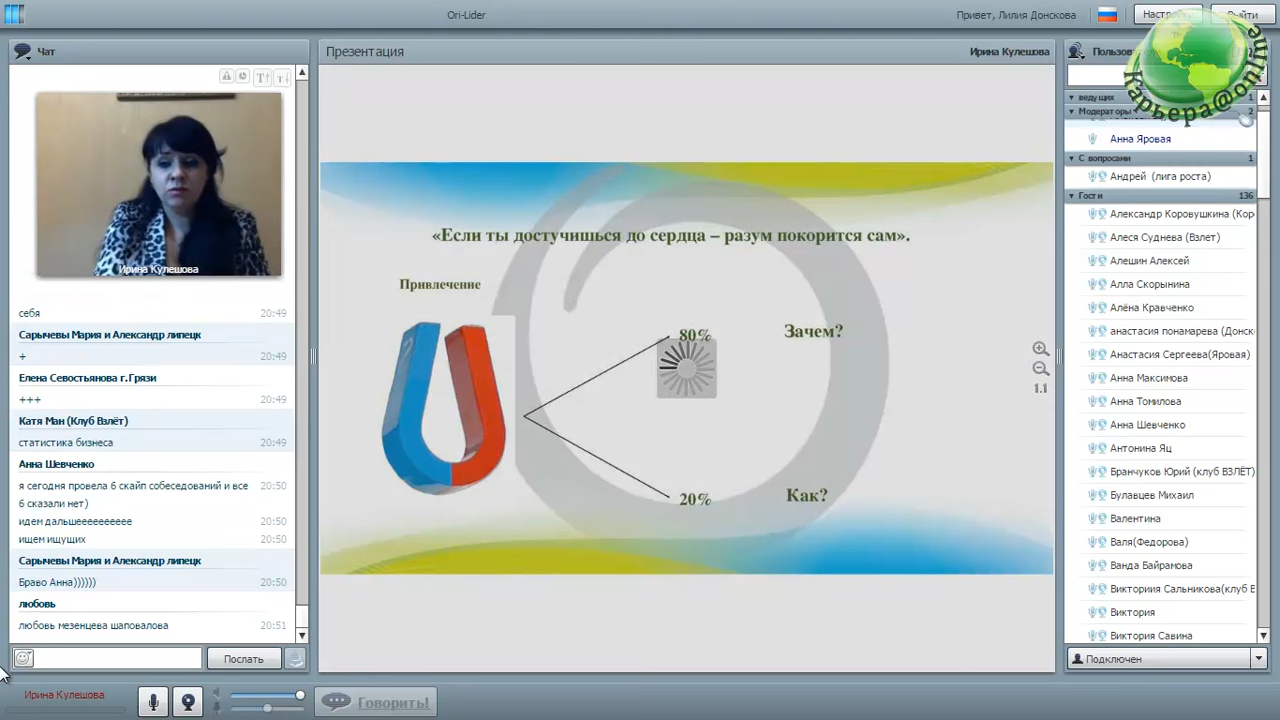 Ori-Lider
Привет, Лилия Донскова
Выйти
Чат
Презентация
Ирина Кулешова
Карьера@online
ведущих 1
Модераторы 2
Анна Яровая
С вопросами 1
Андрей (лига роста)
Гости 136
Александр Коровушкина (Кор
Алеся Суднева (Взлет)
Алешин Алексей
Алла Скорынина
Алёна Кравченко
анастасия понамарева (Донск
Анастасия Сергеева(Яровая)
Анна Максимова
Анна Томилова
Анна Шевченко
Антонина Яц
Бранчуков Юрий (клуб ВЗЛЁТ)
Булавцев Михаил
Валентина
Валя(Федорова)
Ванда Байрамова
Викториия Сальникова(клуб В
Виктория
Виктория Савина
Подключен
Ирина Кулешова
себя 20:49
Сарычевы Мария и Александр липецк
+ 20:49
Елена Севостьянова г.Грязи
+++ 20:49
Катя Ман (Клуб Взлёт)
статистика бизнеса 20:49
Анна Шевченко
я сегодня провела 6 скайп собеседований и все 20:50
6 сказали нет)
идем дальшеееееееееее 20:50
ищем ищущих 20:50
Сарычевы Мария и Александр липецк
Браво Анна)))))) 20:50
любовь
любовь мезенцева шаповалова 20:51
Послать
«Если ты достучишься до сердца – разум покорится сам».
Привлечение
80% Зачем?
20% Как?
1.1
Ирина Кулешова
Говорить!